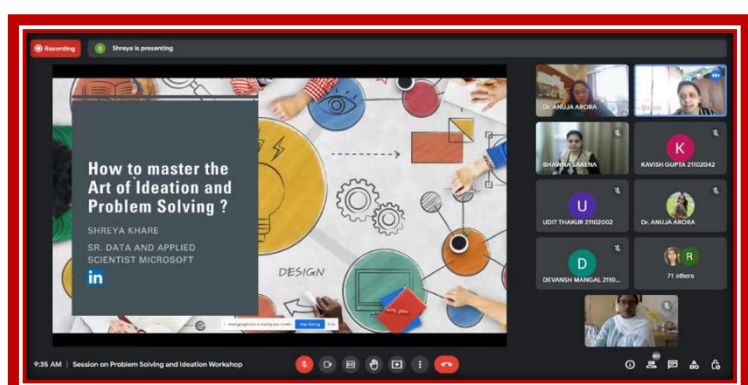 Recording
S
Shreya is presenting
How to master the
Art of Ideation and
Problem Solving ?
SHREYA KHARE
SR. DATA AND APPLIED
SCIENTIST MICROSOFT
in
DESIGN
Stop sharing
Hide
Dr. ANUJA ARORA
BHAWNA SAXENA
K
KAVISH GUPTA 21102042
U
UDIT THAKUR 21102002
Dr. ANUJA ARORA
D
DEVANSH MANGAL 2110...
R
71 others
9:35 AM | Session on Problem Solving and Ideation Workshop
80